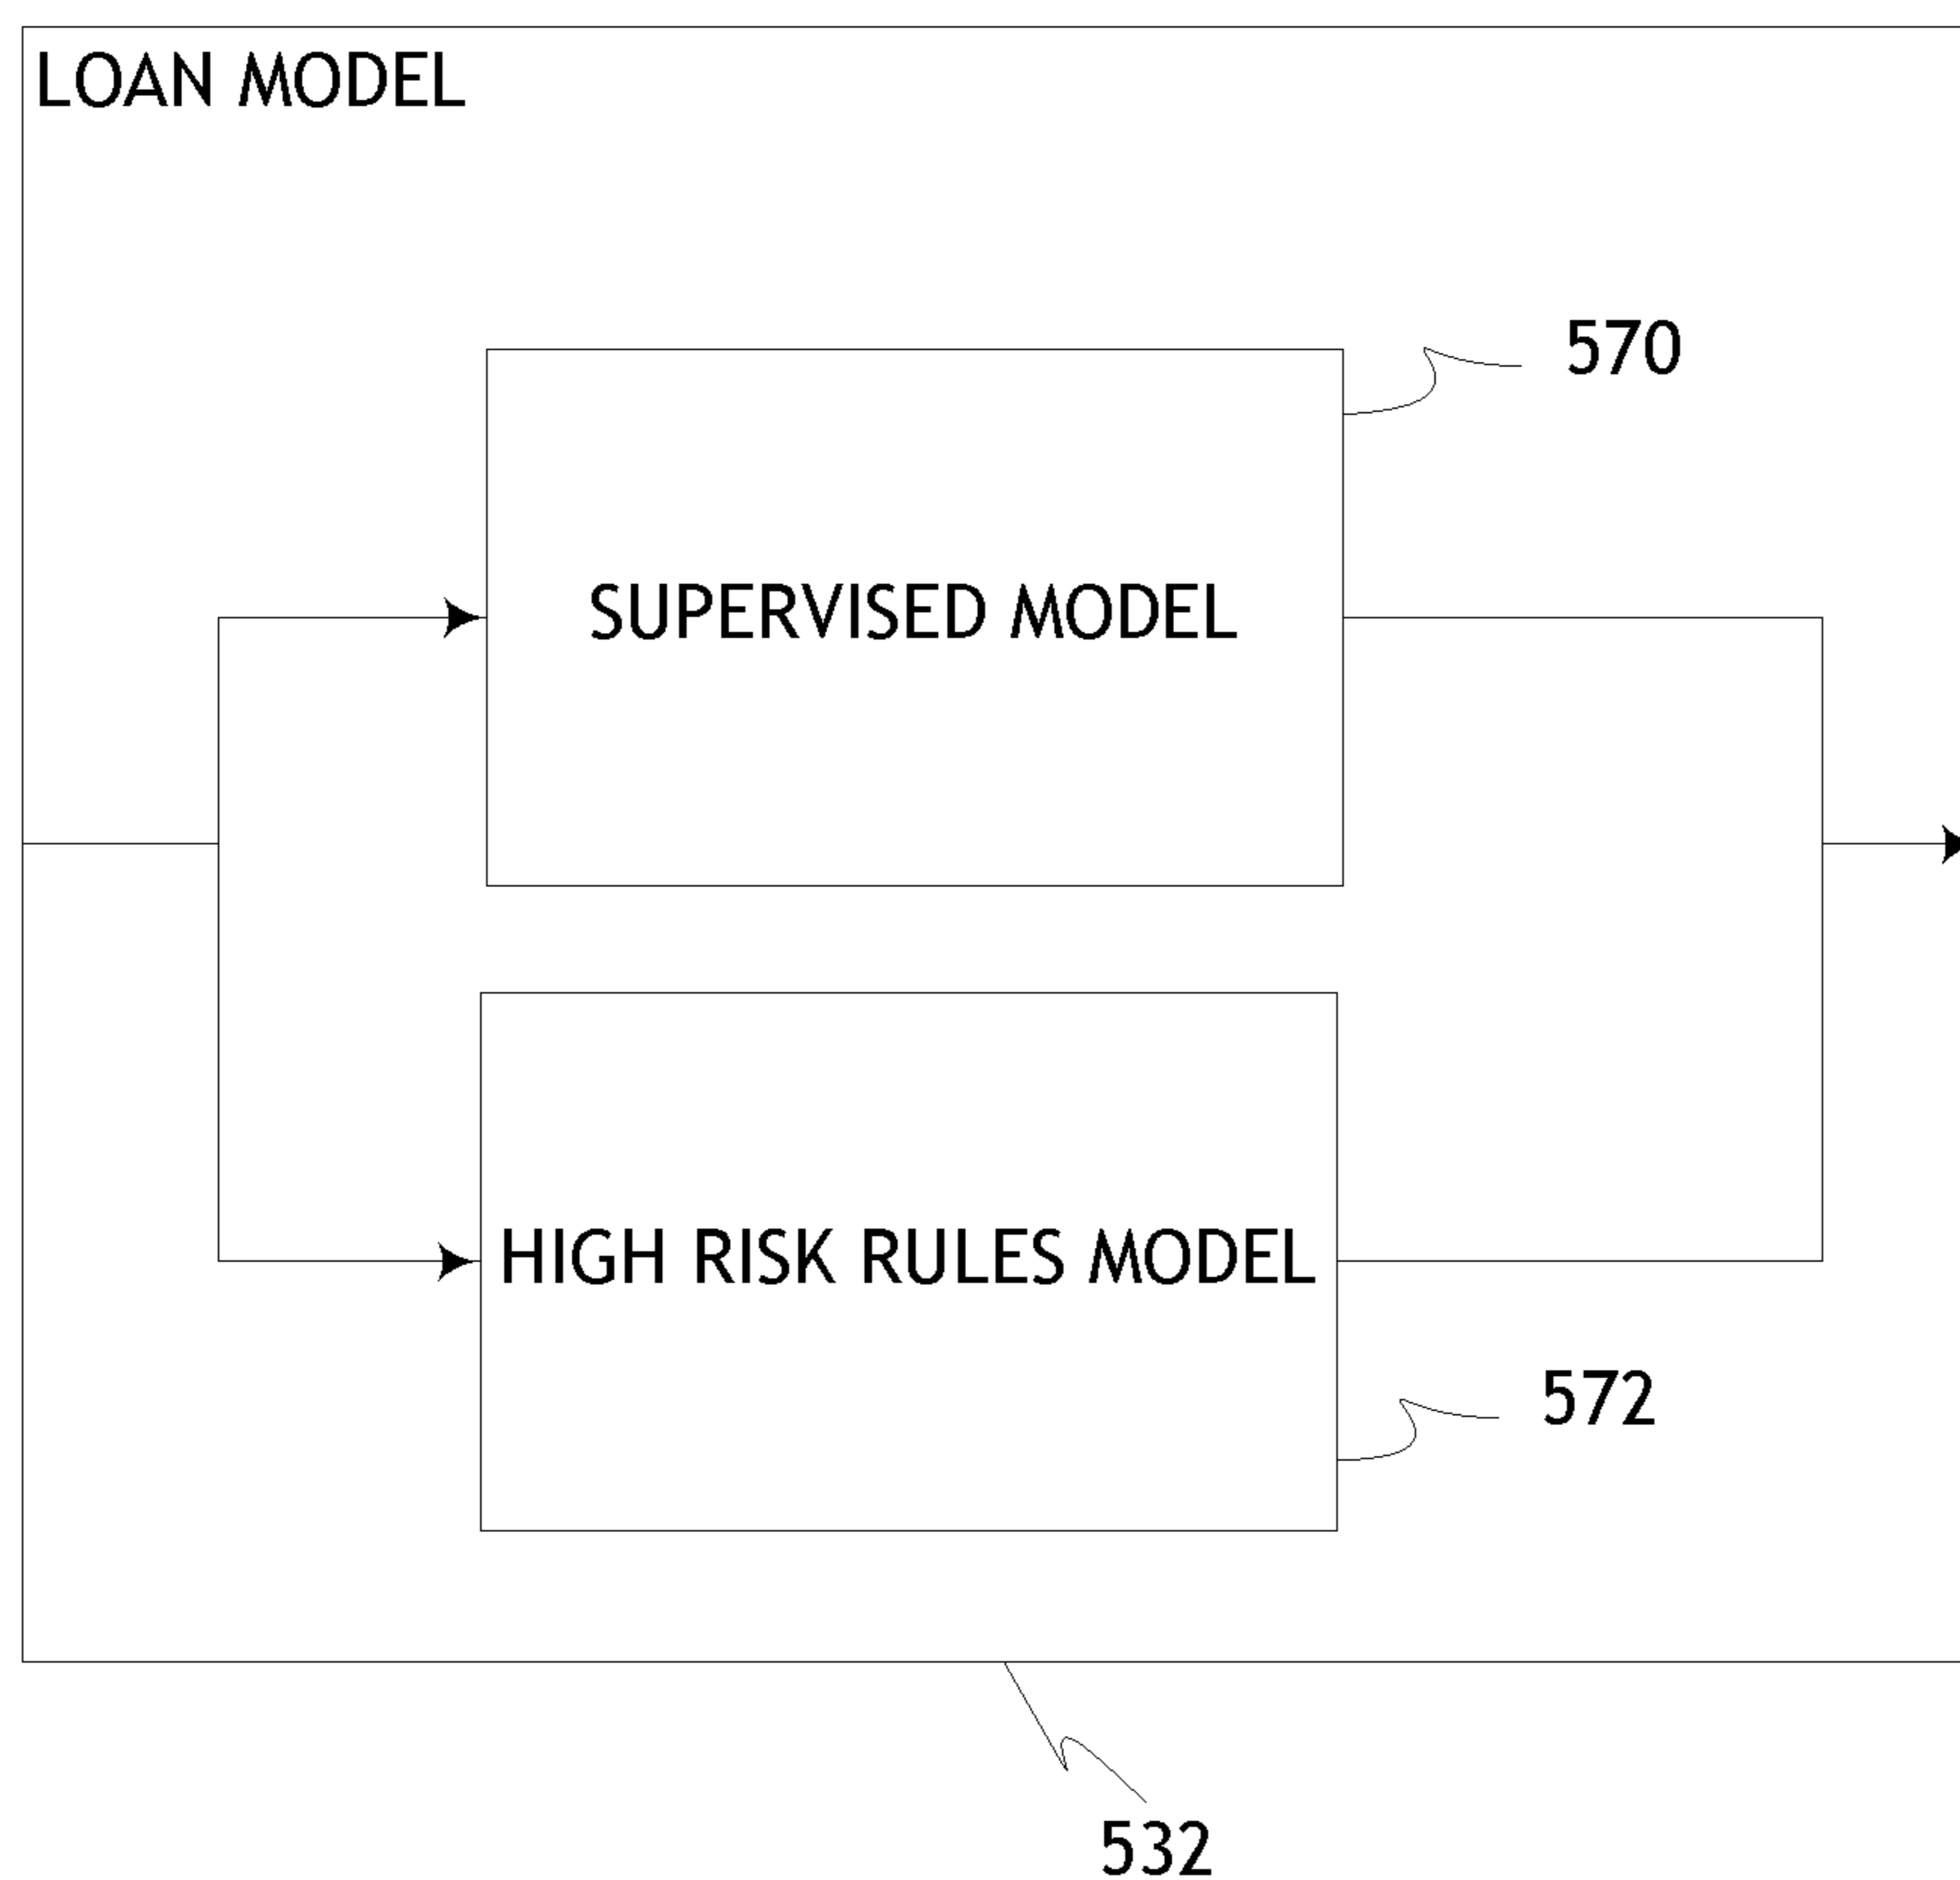 LOAN MODEL
570
SUPERVISED MODEL
HIGH RISK RULES MODEL
572
532